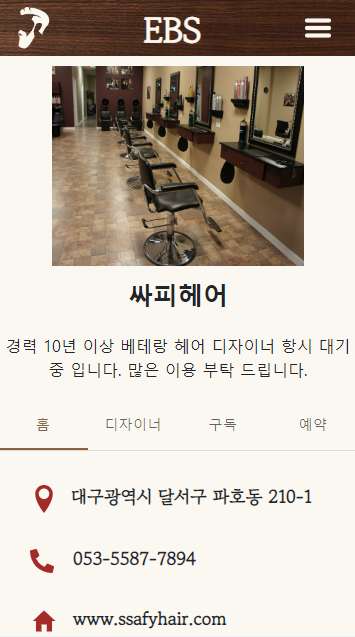 EBS
싸피헤어
경력 10년 이상 베테랑 헤어 디자이너 항시 대기
중 입니다. 많은 이용 부탁 드립니다.
홈 디자이너 구독 예약
대구광역시 달서구 파호동 210-1
053-5587-7894
www.ssafyhair.com